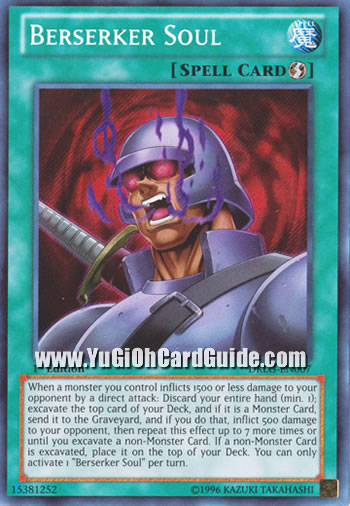 BERSERKER SOUL
魔
[SPELL CARD]
www.YuGiOhCardGuide.com
1st Edition
DRLG-EN007
When a monster you control inflicts 1500 or less damage to your
opponent by a direct attack: Discard your entire hand (min. 1);
excavate the top card of your Deck, and if it is a Monster Card,
send it to the Graveyard, and if you do that, inflict 500 damage
to your opponent, then repeat this effect up to 7 more times or
until you excavate a non-Monster Card. If a non-Monster Card
is excavated, place it on the top of your Deck. You can only
activate 1 "Berserker Soul" per turn.
15381252
©1996 KAZUKI TAKAHASHI